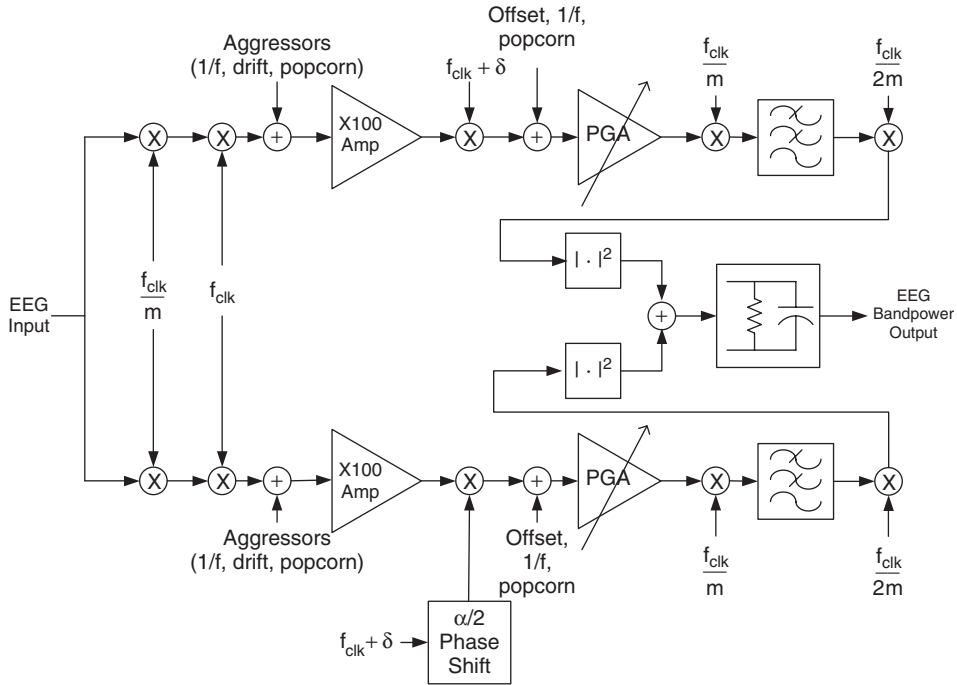 Offset, 1/f,
popcorn
Aggressors
(1/f, drift, popcorn)
f_clk + δ
f_clk
m
f_clk
2m
X
X
+
X100
Amp
X
+
PGA
X
X
| · |²
EEG
Input
f_clk
m
f_clk
+
EEG
Bandpower
Output
| · |²
X
X
+
X100
Amp
X
+
PGA
X
X
Aggressors
(1/f, drift, popcorn)
Offset,
1/f,
popcorn
f_clk
m
f_clk
2m
f_clk + δ
α/2
Phase
Shift